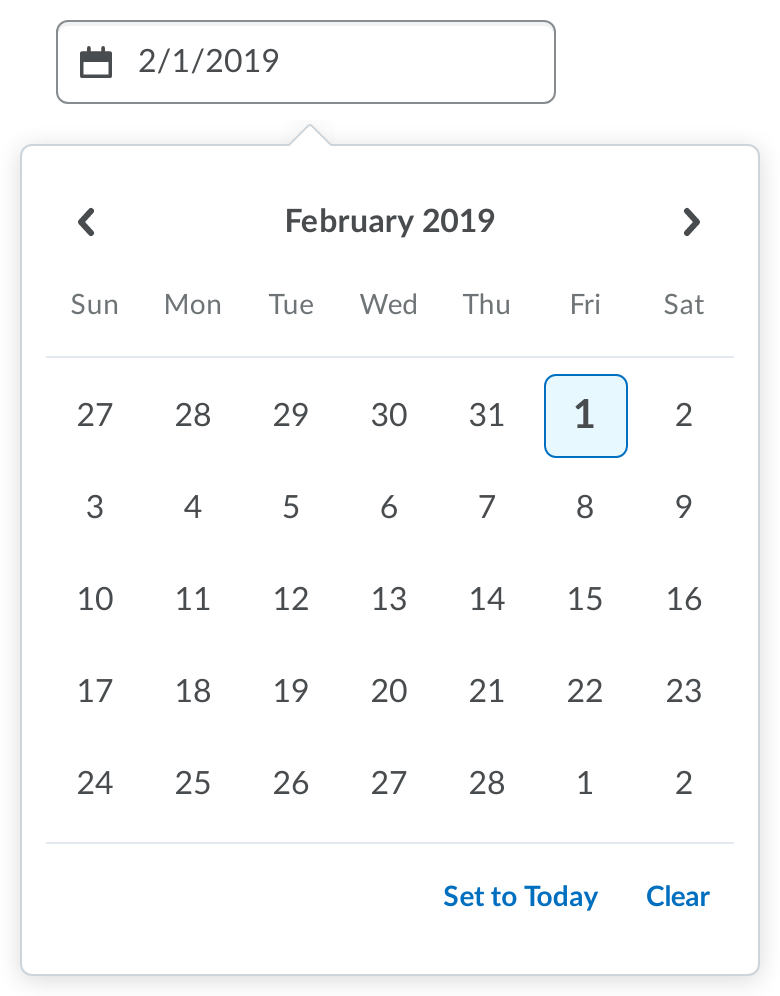 2/1/2019
February 2019
Sun Mon Tue Wed Thu Fri Sat
27 28 29 30 31 1 2
3 4 5 6 7 8 9
10 11 12 13 14 15 16
17 18 19 20 21 22 23
24 25 26 27 28 1 2
Set to Today Clear